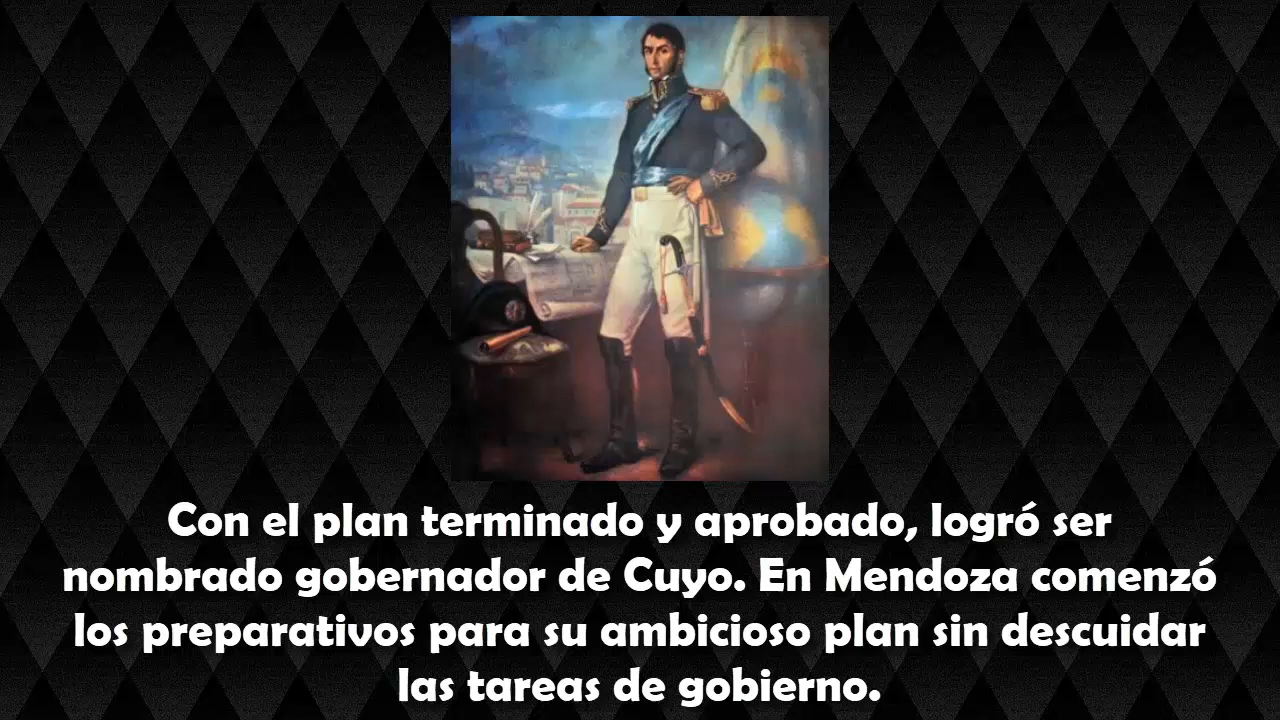 Con el plan terminado y aprobado, logró ser
nombrado gobernador de Cuyo. En Mendoza comenzó
los preparativos para su ambicioso plan sin descuidar
las tareas de gobierno.